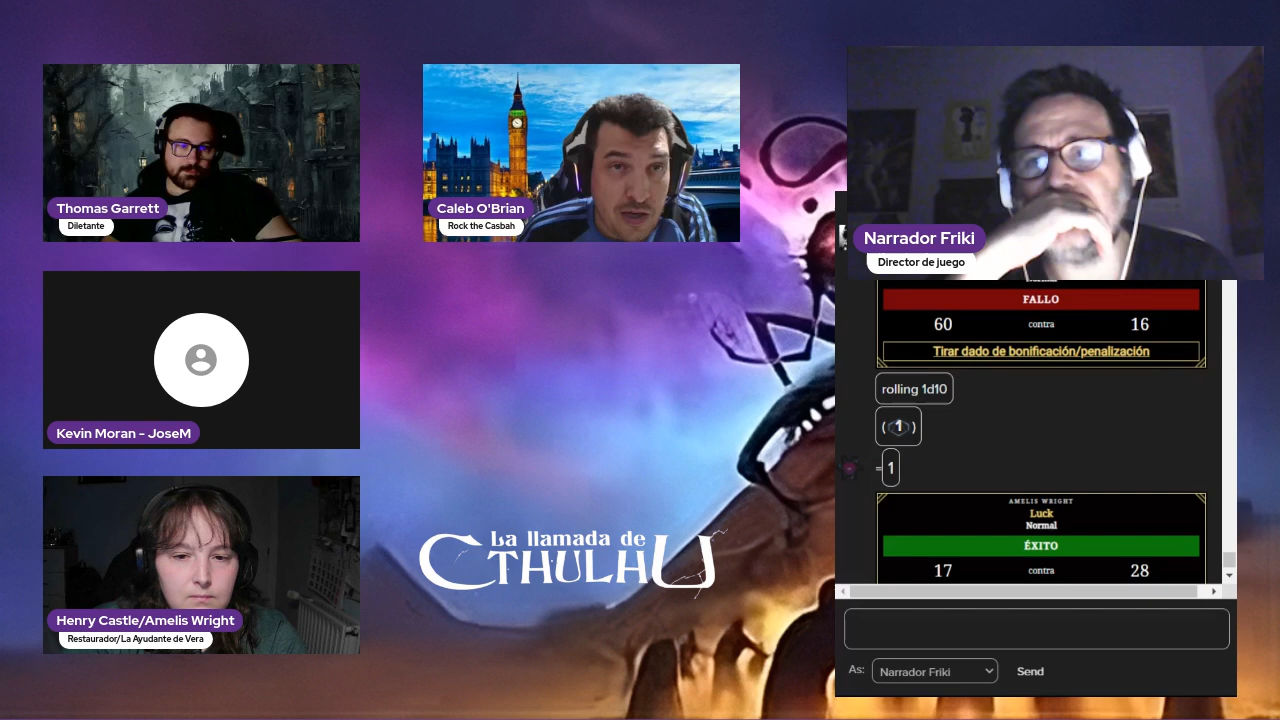 Thomas Garrett
Diletante
Caleb O'Brian
Rock the Casbah
Narrador Friki
Director de juego
Kevin Moran - JoseM
Henry Castle/Amelis Wright
Restaurador/La Ayudante de Vera
La llamada de
CTHULHU
FALLO
60 contra 16
Tirar dado de bonificación/penalización
rolling 1d10
(1)
=1
AMELIS WRIGHT
Luck
Normal
ÉXITO
17 contra 28
As: Narrador Friki Send